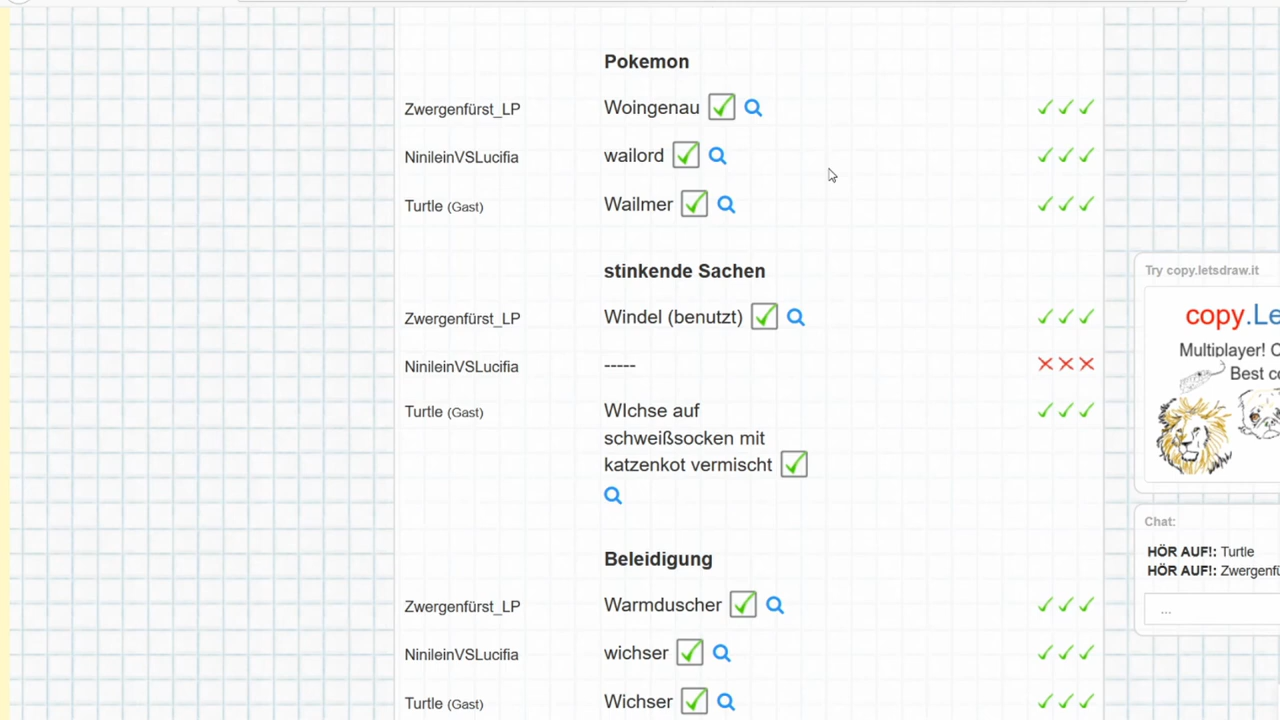 Pokemon
Zwergenfürst_LP Woingenau
NinileinVSLucifia wailord
Turtle (Gast) Wailmer
stinkende Sachen
Zwergenfürst_LP Windel (benutzt)
NinileinVSLucifia -----
Turtle (Gast) WIchse auf
schweißsocken mit
katzenkot vermischt
Beleidigung
Zwergenfürst_LP Warmduscher
NinileinVSLucifia wichser
Turtle (Gast) Wichser
Try copy.letsdraw.it
copy.Le
Multiplayer! C
Best co
Chat:
HÖR AUF!: Turtle
HÖR AUF!: Zwergenfü
...